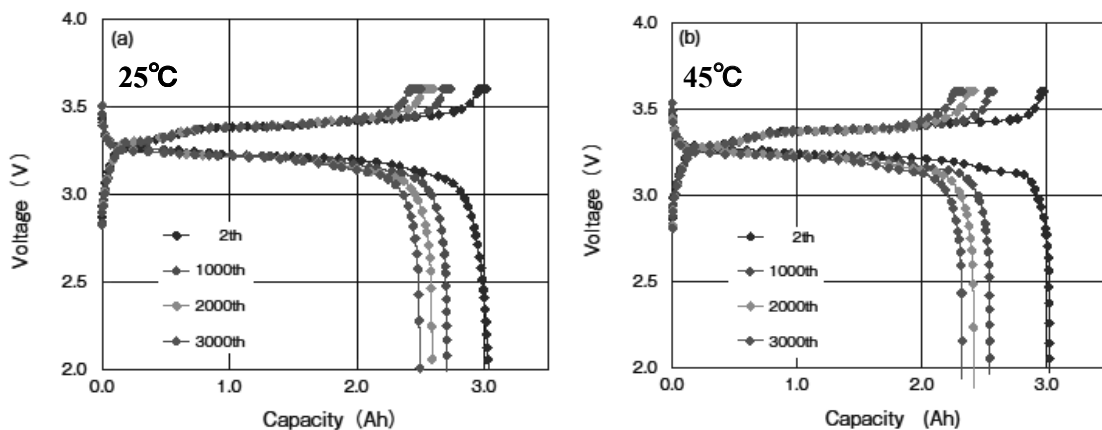 (a)
25℃
4.0
3.5
3.0
2.5
2.0
Voltage (V)
2th
1000th
2000th
3000th
0.0 1.0 2.0 3.0
Capacity (Ah)
(b)
45℃
4.0
3.5
3.0
2.5
2.0
Voltage (V)
2th
1000th
2000th
3000th
0.0 1.0 2.0 3.0
Capacity (Ah)